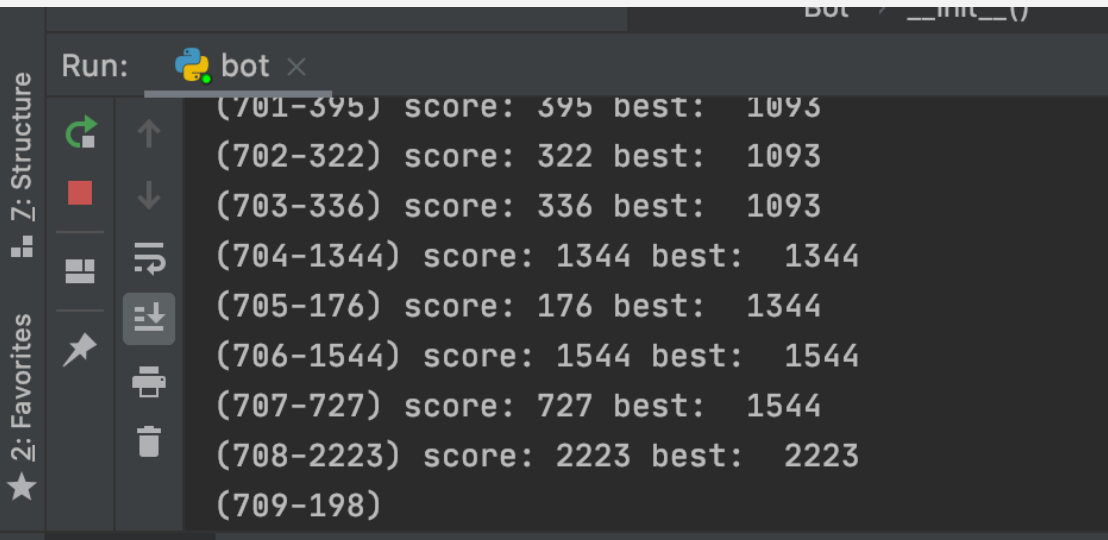 Bot __init__()
Run: bot
(701-395) score: 395 best:  1093
(702-322) score: 322 best:  1093
(703-336) score: 336 best:  1093
(704-1344) score: 1344 best:  1344
(705-176) score: 176 best:  1344
(706-1544) score: 1544 best:  1544
(707-727) score: 727 best:  1544
(708-2223) score: 2223 best:  2223
(709-198)
7: Structure
2: Favorites